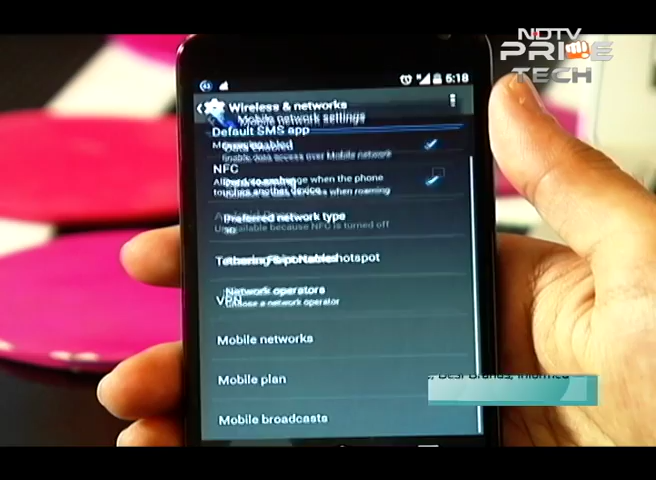 NDTV
PRIME
TECH
5:18
Wireless & networks
Mobile network settings
Default SMS app
Data enabled
Enable data access over Mobile network
NFC
Allow data exchange when the phone
touches another device
Preferred network type
3G
Unavailable because NFC is turned off
Tethering & portable hotspot
Network operators
VPN
Choose a network operator
Mobile networks
Mobile plan
Mobile broadcasts